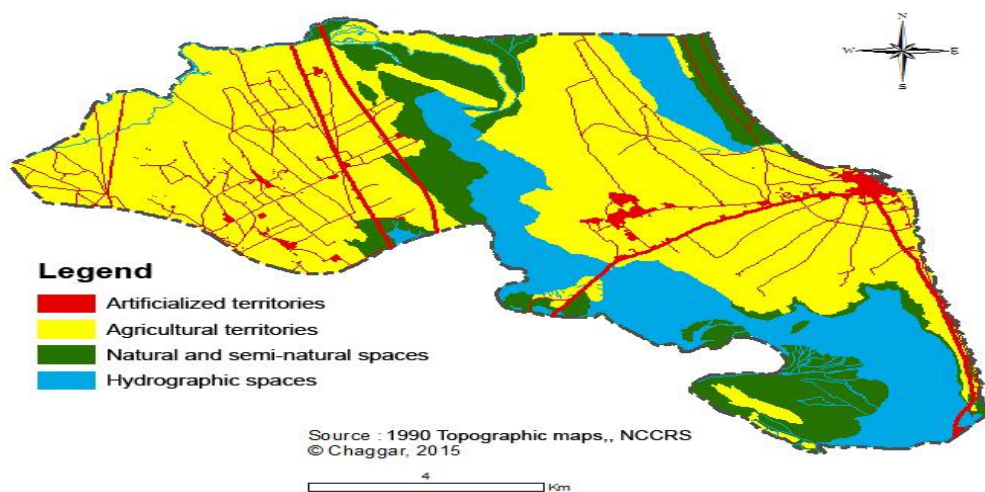 N
W E
S
Legend
Artificialized territories
Agricultural territories
Natural and semi-natural spaces
Hydrographic spaces
Source : 1990 Topographic maps,, NCCRS
© Chaggar, 2015
4
Km